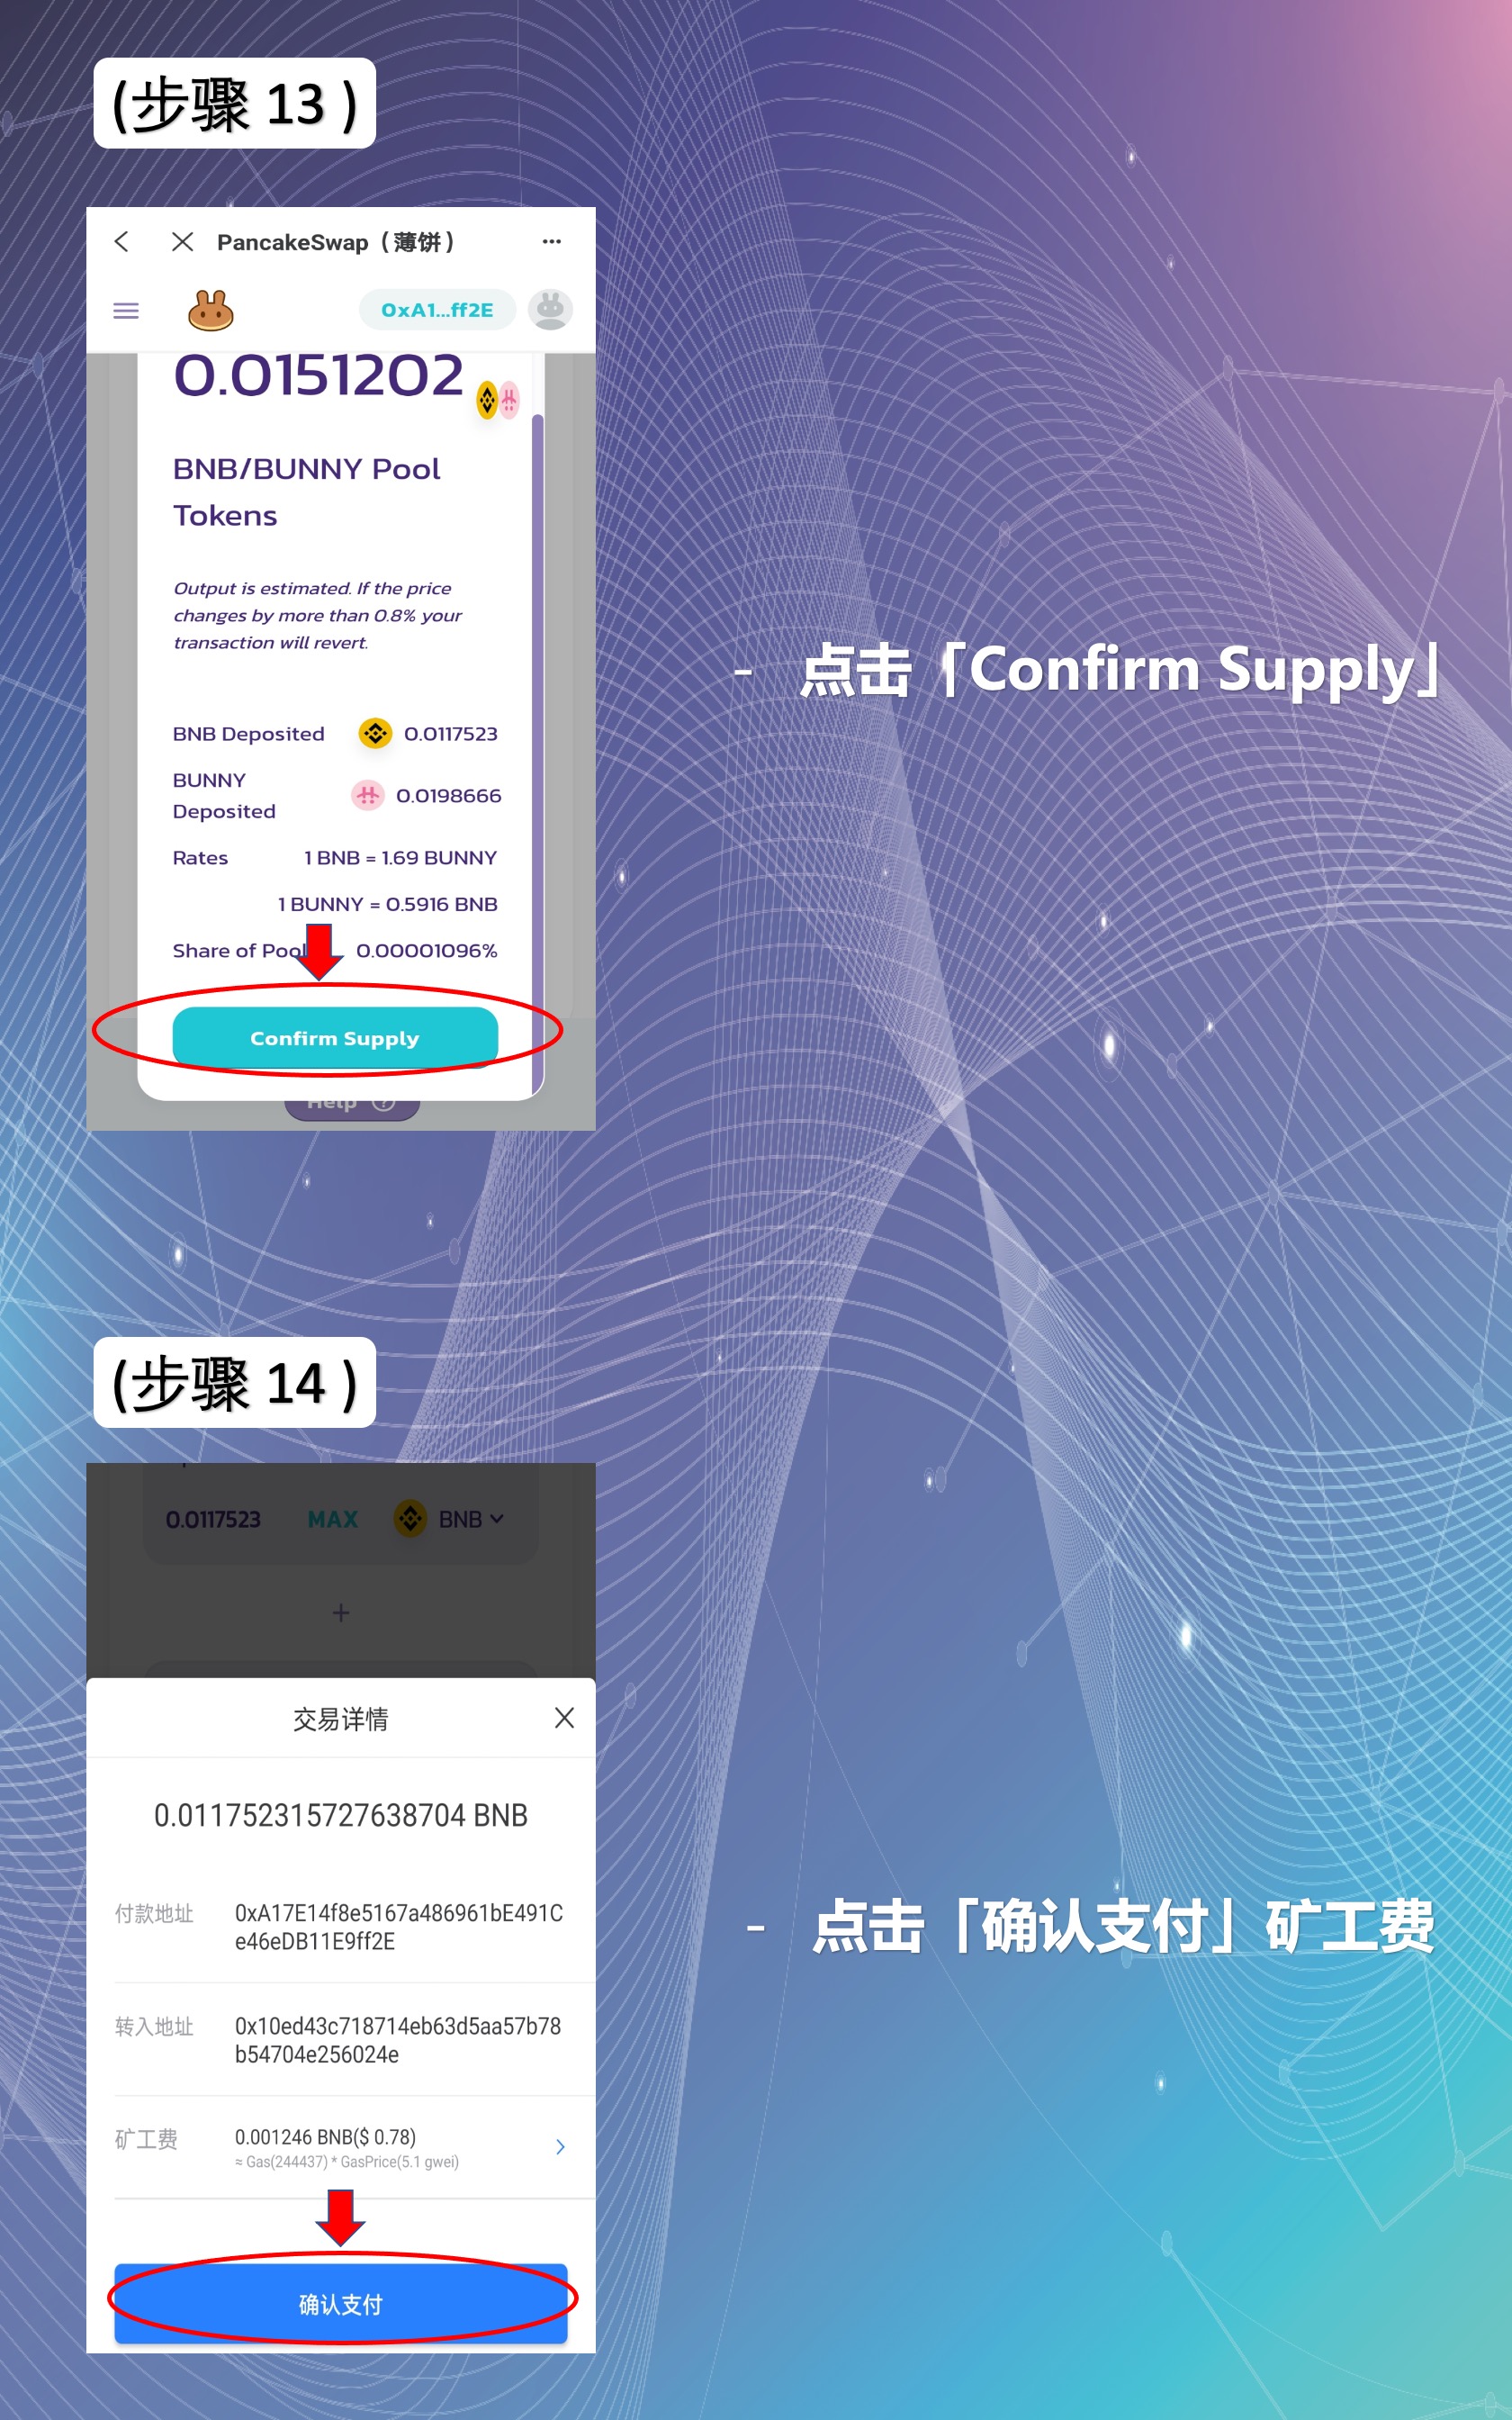 (步骤 13 )
PancakeSwap（薄饼）
0xA1...ff2E
0.0151202
BNB/BUNNY Pool
Tokens
Output is estimated. If the price
changes by more than 0.8% your
transaction will revert.
BNB Deposited 0.0117523
BUNNY
Deposited 0.0198666
Rates 1 BNB = 1.69 BUNNY
1 BUNNY = 0.5916 BNB
Share of Pool 0.00001096%
Confirm Supply
Help
- 点击「Confirm Supply」
(步骤 14 )
0.0117523 MAX BNB
+
交易详情
0.011752315727638704 BNB
付款地址 0xA17E14f8e5167a486961bE491C
e46eDB11E9ff2E
转入地址 0x10ed43c718714eb63d5aa57b78
b54704e256024e
矿工费 0.001246 BNB($ 0.78)
≈ Gas(244437) * GasPrice(5.1 gwei)
确认支付
- 点击「确认支付」矿工费